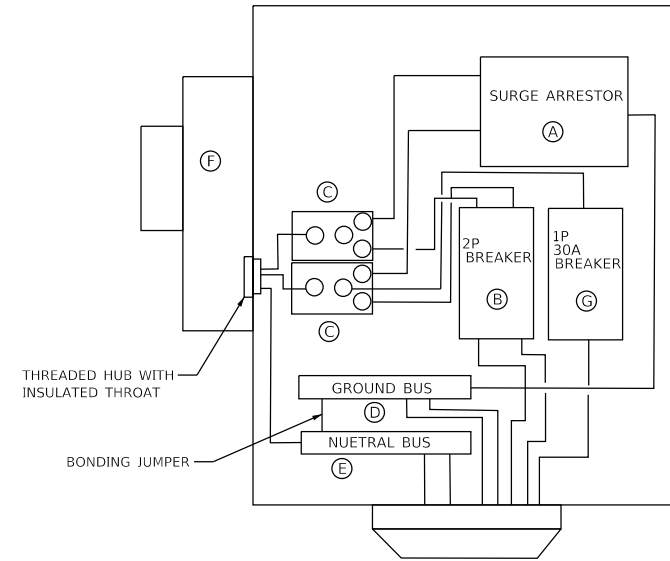 SURGE ARRESTOR
A
F
C
2P
BREAKER
B
1P
30A
BREAKER
G
C
THREADED HUB WITH
INSULATED THROAT
GROUND BUS
D
NUETRAL BUS
E
BONDING JUMPER